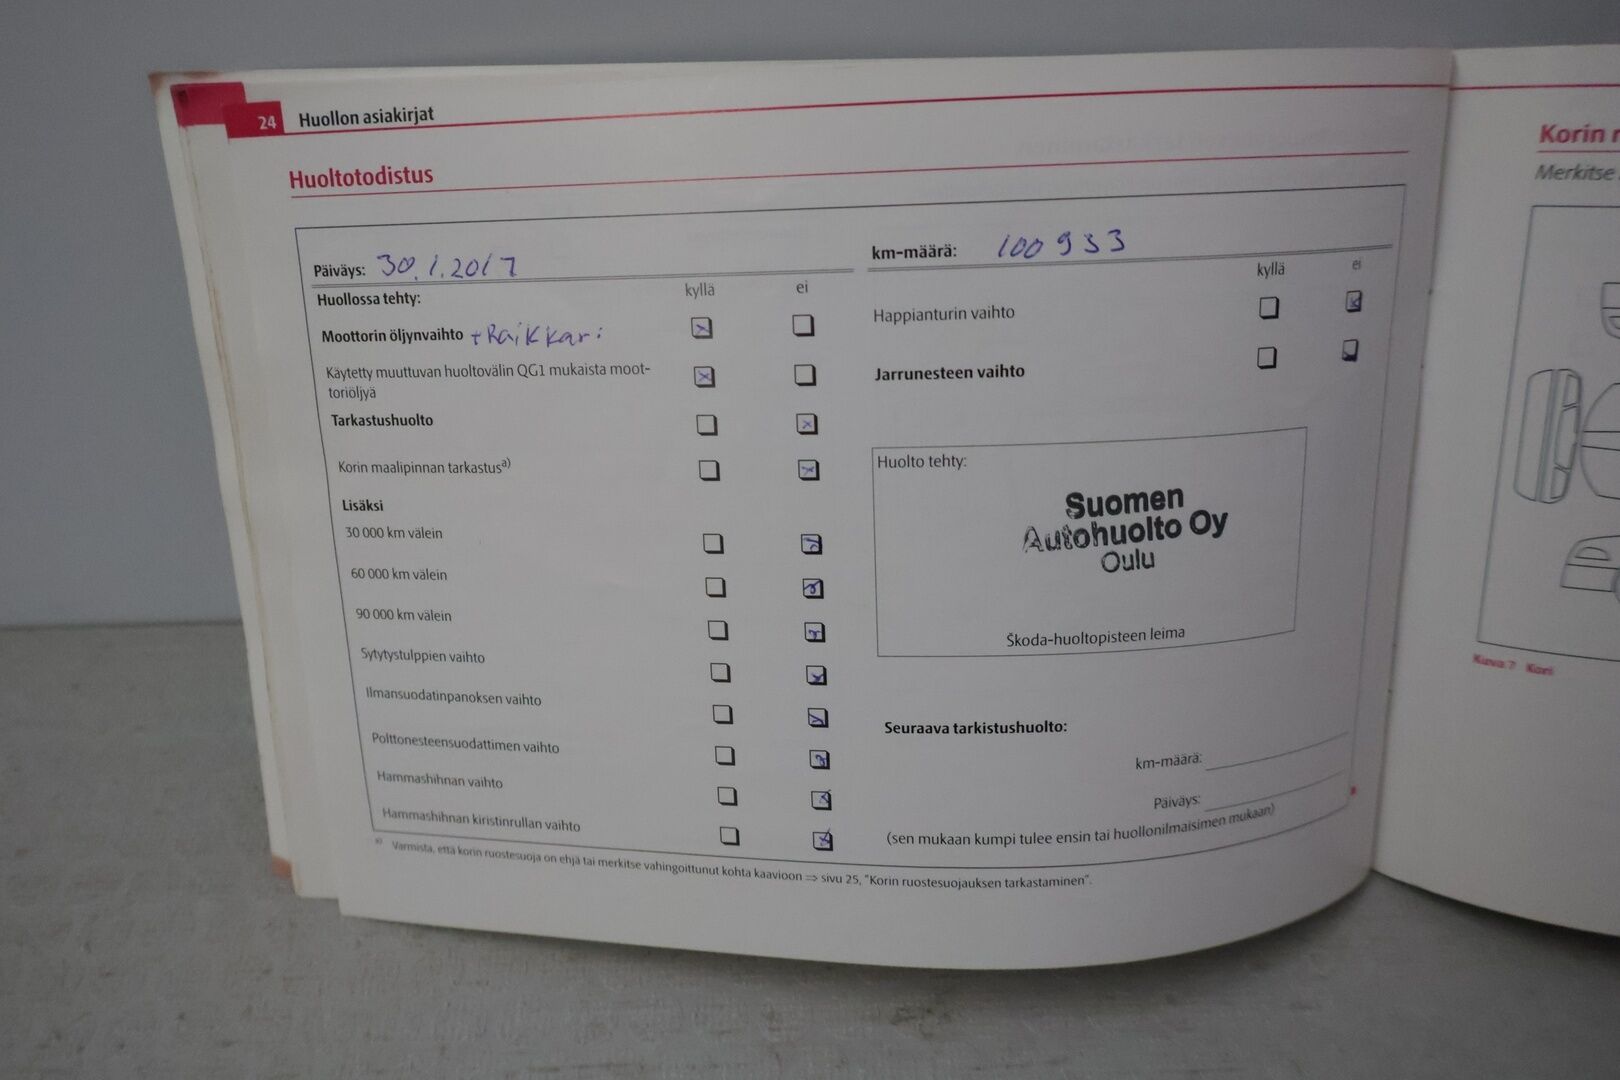 24 Huollon asiakirjat
Huoltotodistus
Päiväys: 30.1.2017
Huollossa tehty: kyllä ei
Moottorin öljynvaihto + Raikkari
Käytetty muuttuvan huoltovälin QG1 mukaista moot-
toriöljyä
Tarkastushuolto
Korin maalipinnan tarkastus a)
Lisäksi
30 000 km välein
60 000 km välein
90 000 km välein
Sytytystulppien vaihto
Ilmansuodatinpanoksen vaihto
Polttonesteensuodattimen vaihto
Hammashihnan vaihto
Hammashihnan kiristinrullan vaihto
km-määrä: 100 933
kyllä ei
Happianturin vaihto
Jarrunesteen vaihto
Huolto tehty:
Suomen
Autohuolto Oy
Oulu
Škoda-huoltopisteen leima
Seuraava tarkistushuolto:
km-määrä:
Päiväys:
(sen mukaan kumpi tulee ensin tai huollonilmaisimen mukaan)
a) Varmista, että korin ruostesuoja on ehjä tai merkitse vahingoittunut kohta kaavioon ⇒ sivu 25, "Korin ruostesuojauksen tarkastaminen".
Korin
Merkitse
Kuva 7 Kori